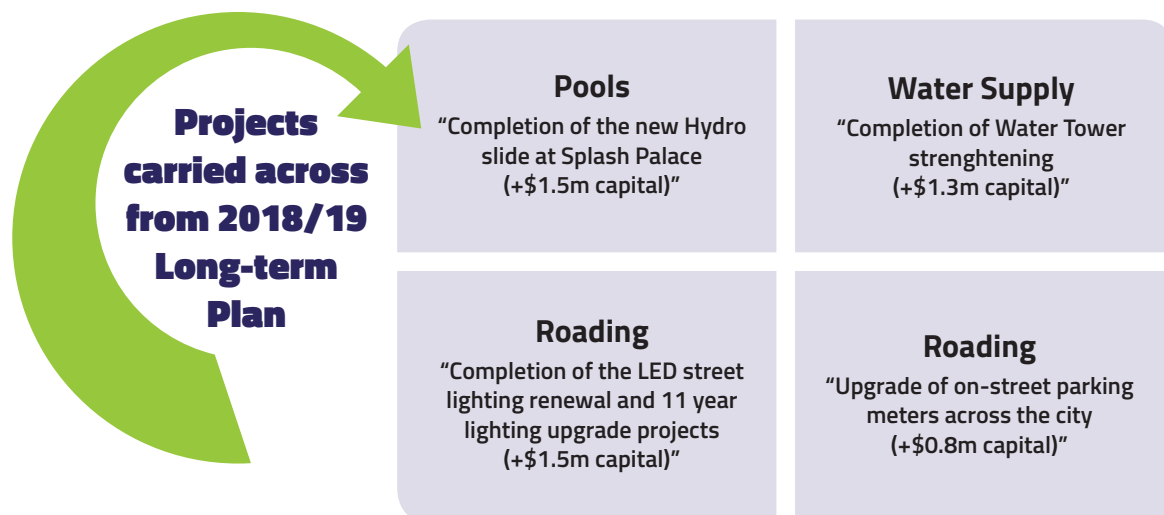 Projects
carried across
from 2018/19
Long-term
Plan
Pools
“Completion of the new Hydro
slide at Splash Palace
(+$1.5m capital)”
Water Supply
“Completion of Water Tower
strenghtening
(+$1.3m capital)”
Roading
“Completion of the LED street
lighting renewal and 11 year
lighting upgrade projects
(+$1.5m capital)”
Roading
“Upgrade of on-street parking
meters across the city
(+$0.8m capital)”